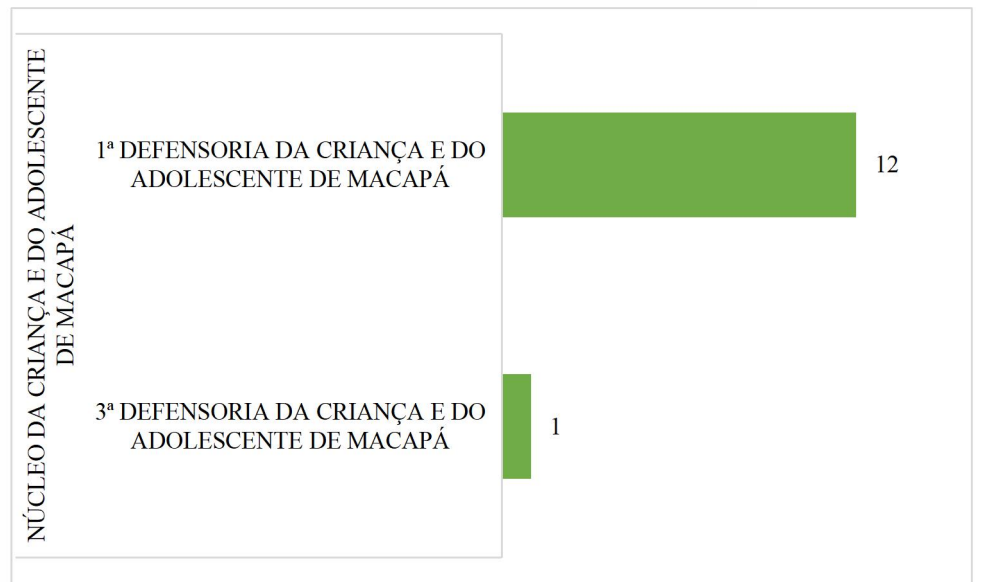 NÚCLEO DA CRIANÇA E DO ADOLESCENTE
DE MACAPÁ
1ª DEFENSORIA DA CRIANÇA E DO
ADOLESCENTE DE MACAPÁ
12
3ª DEFENSORIA DA CRIANÇA E DO
ADOLESCENTE DE MACAPÁ
1